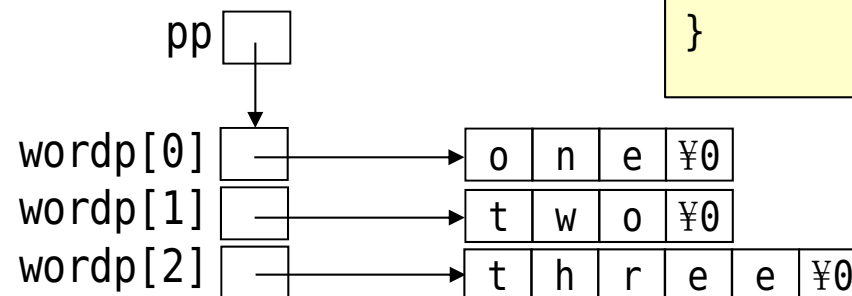 }
pp
wordp[0] o n e ¥0
wordp[1] t w o ¥0
wordp[2] t h r e e ¥0